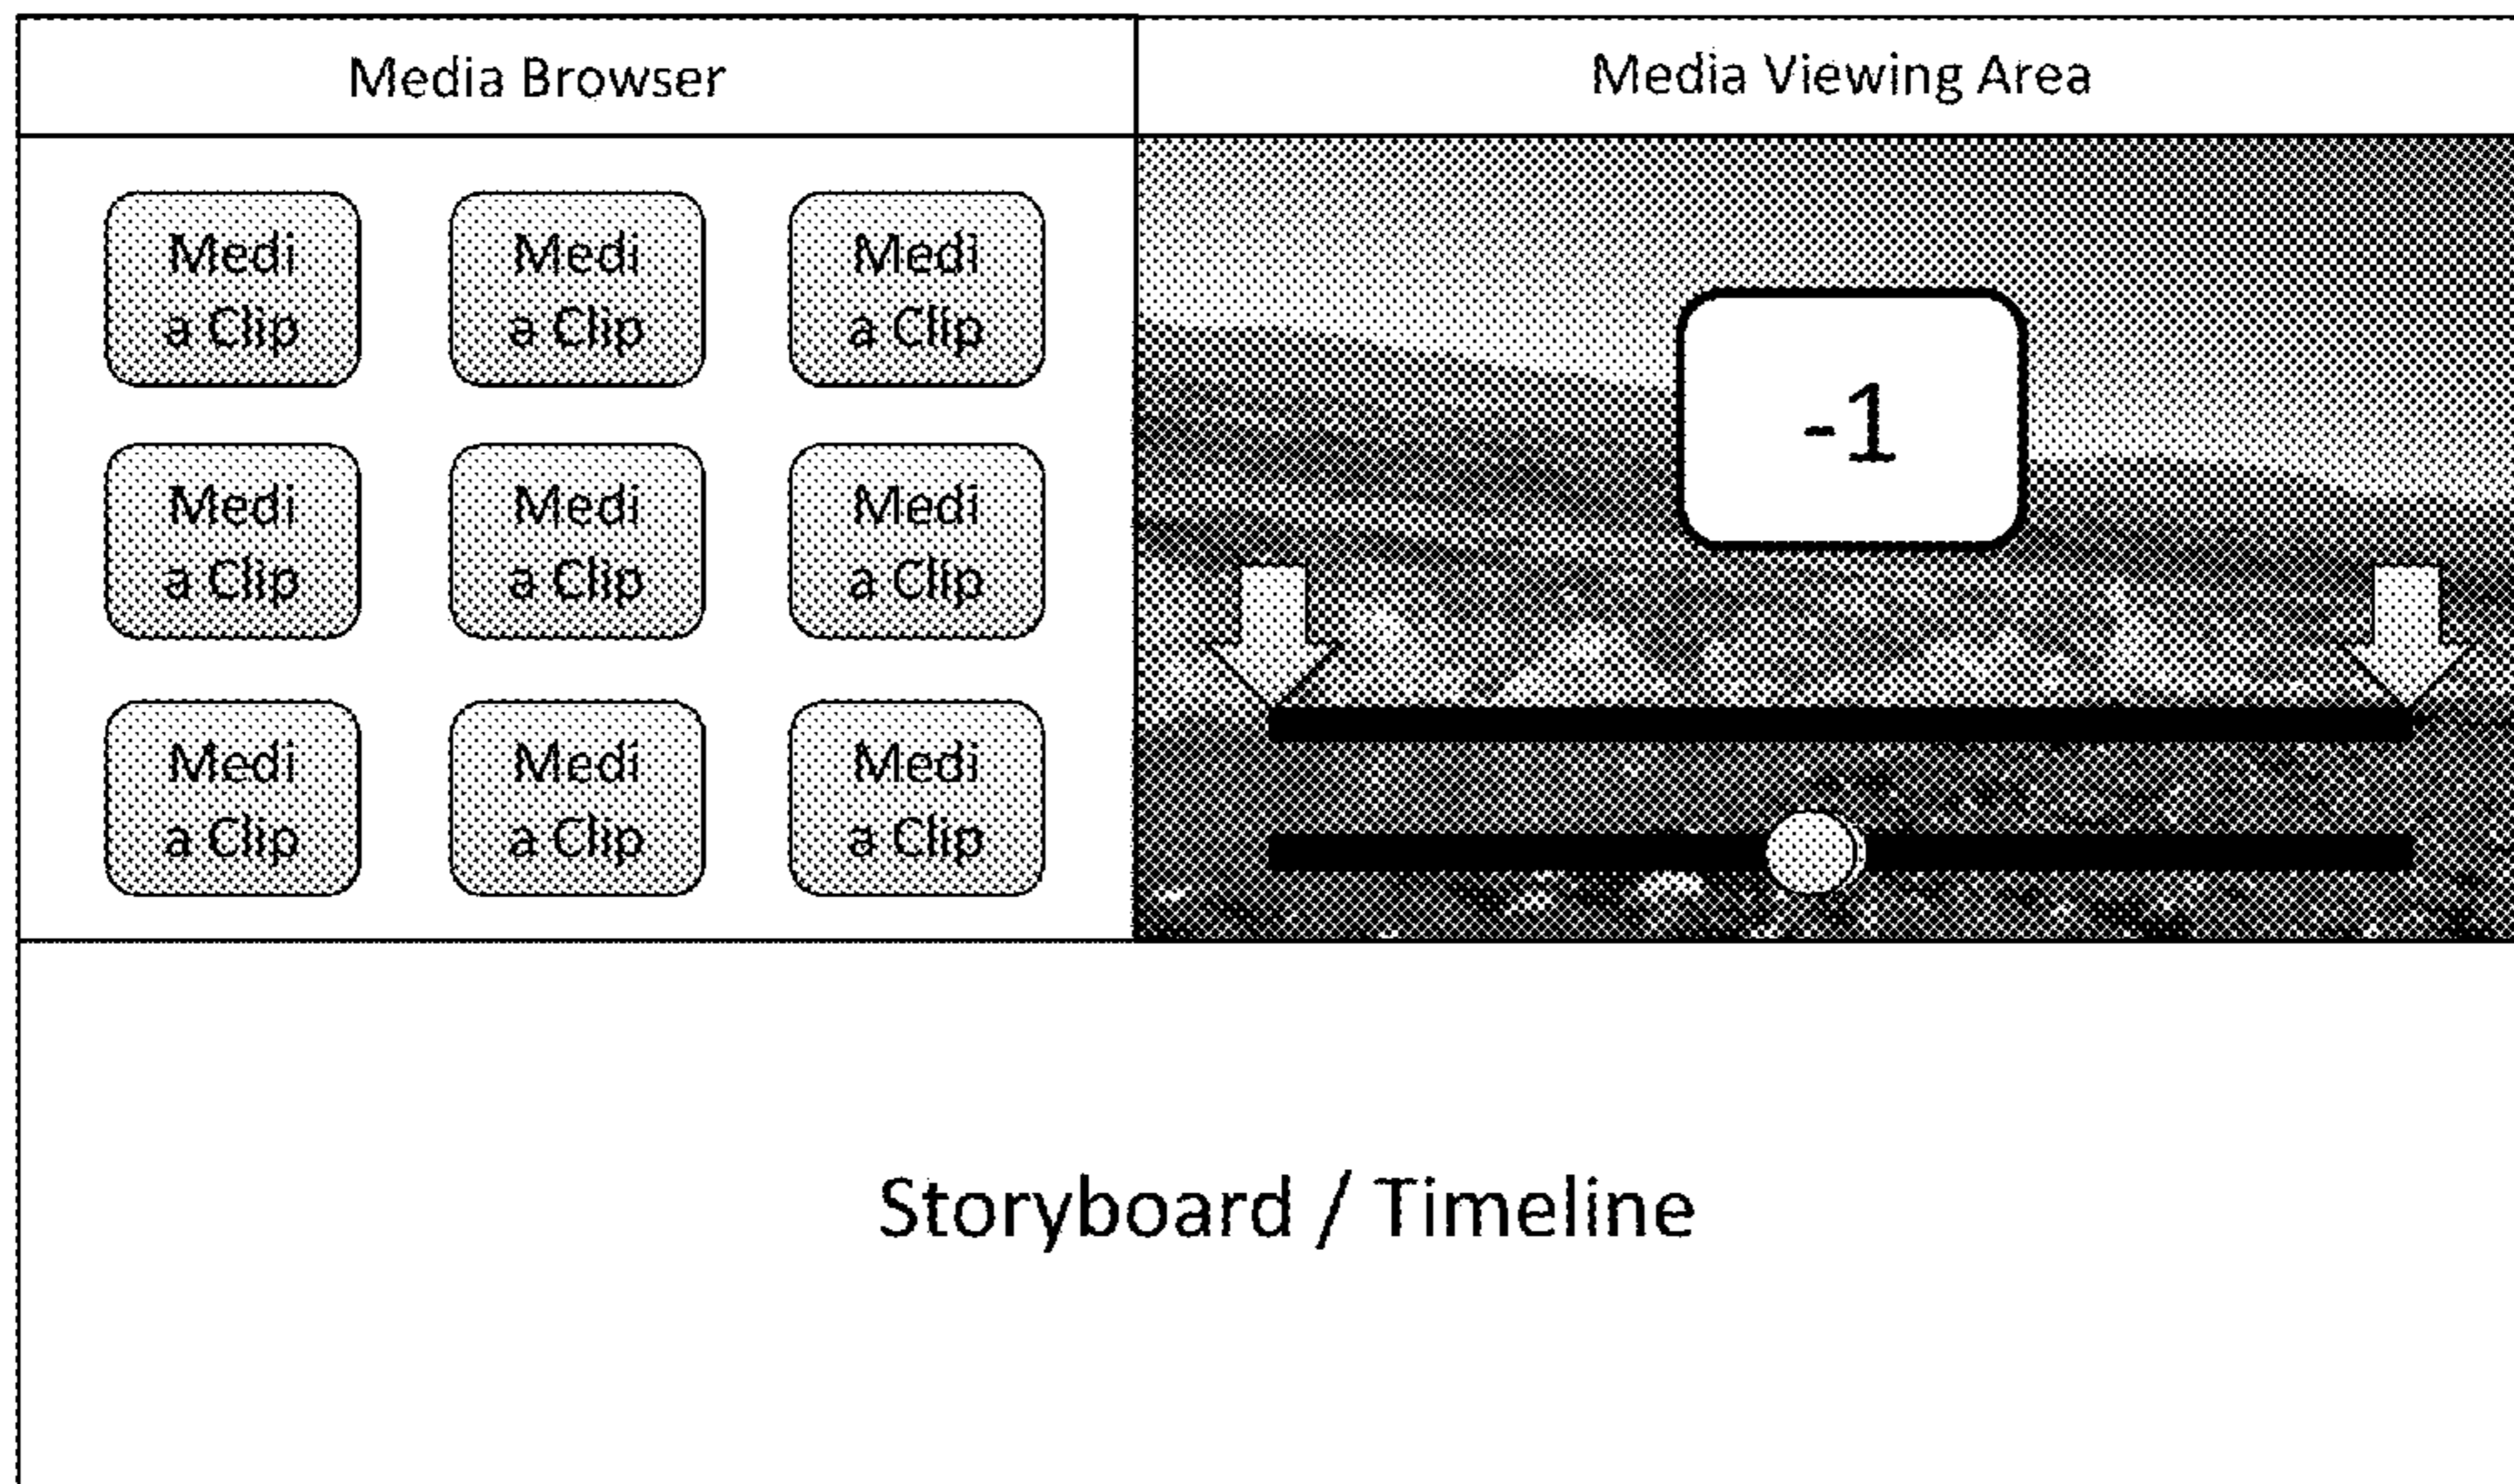 Media Browser
Media Viewing Area
Medi
a Clip
Medi
a Clip
Medi
a Clip
-1
Medi
a Clip
Medi
a Clip
Medi
a Clip
Medi
a Clip
Medi
a Clip
Medi
a Clip
Storyboard / Timeline